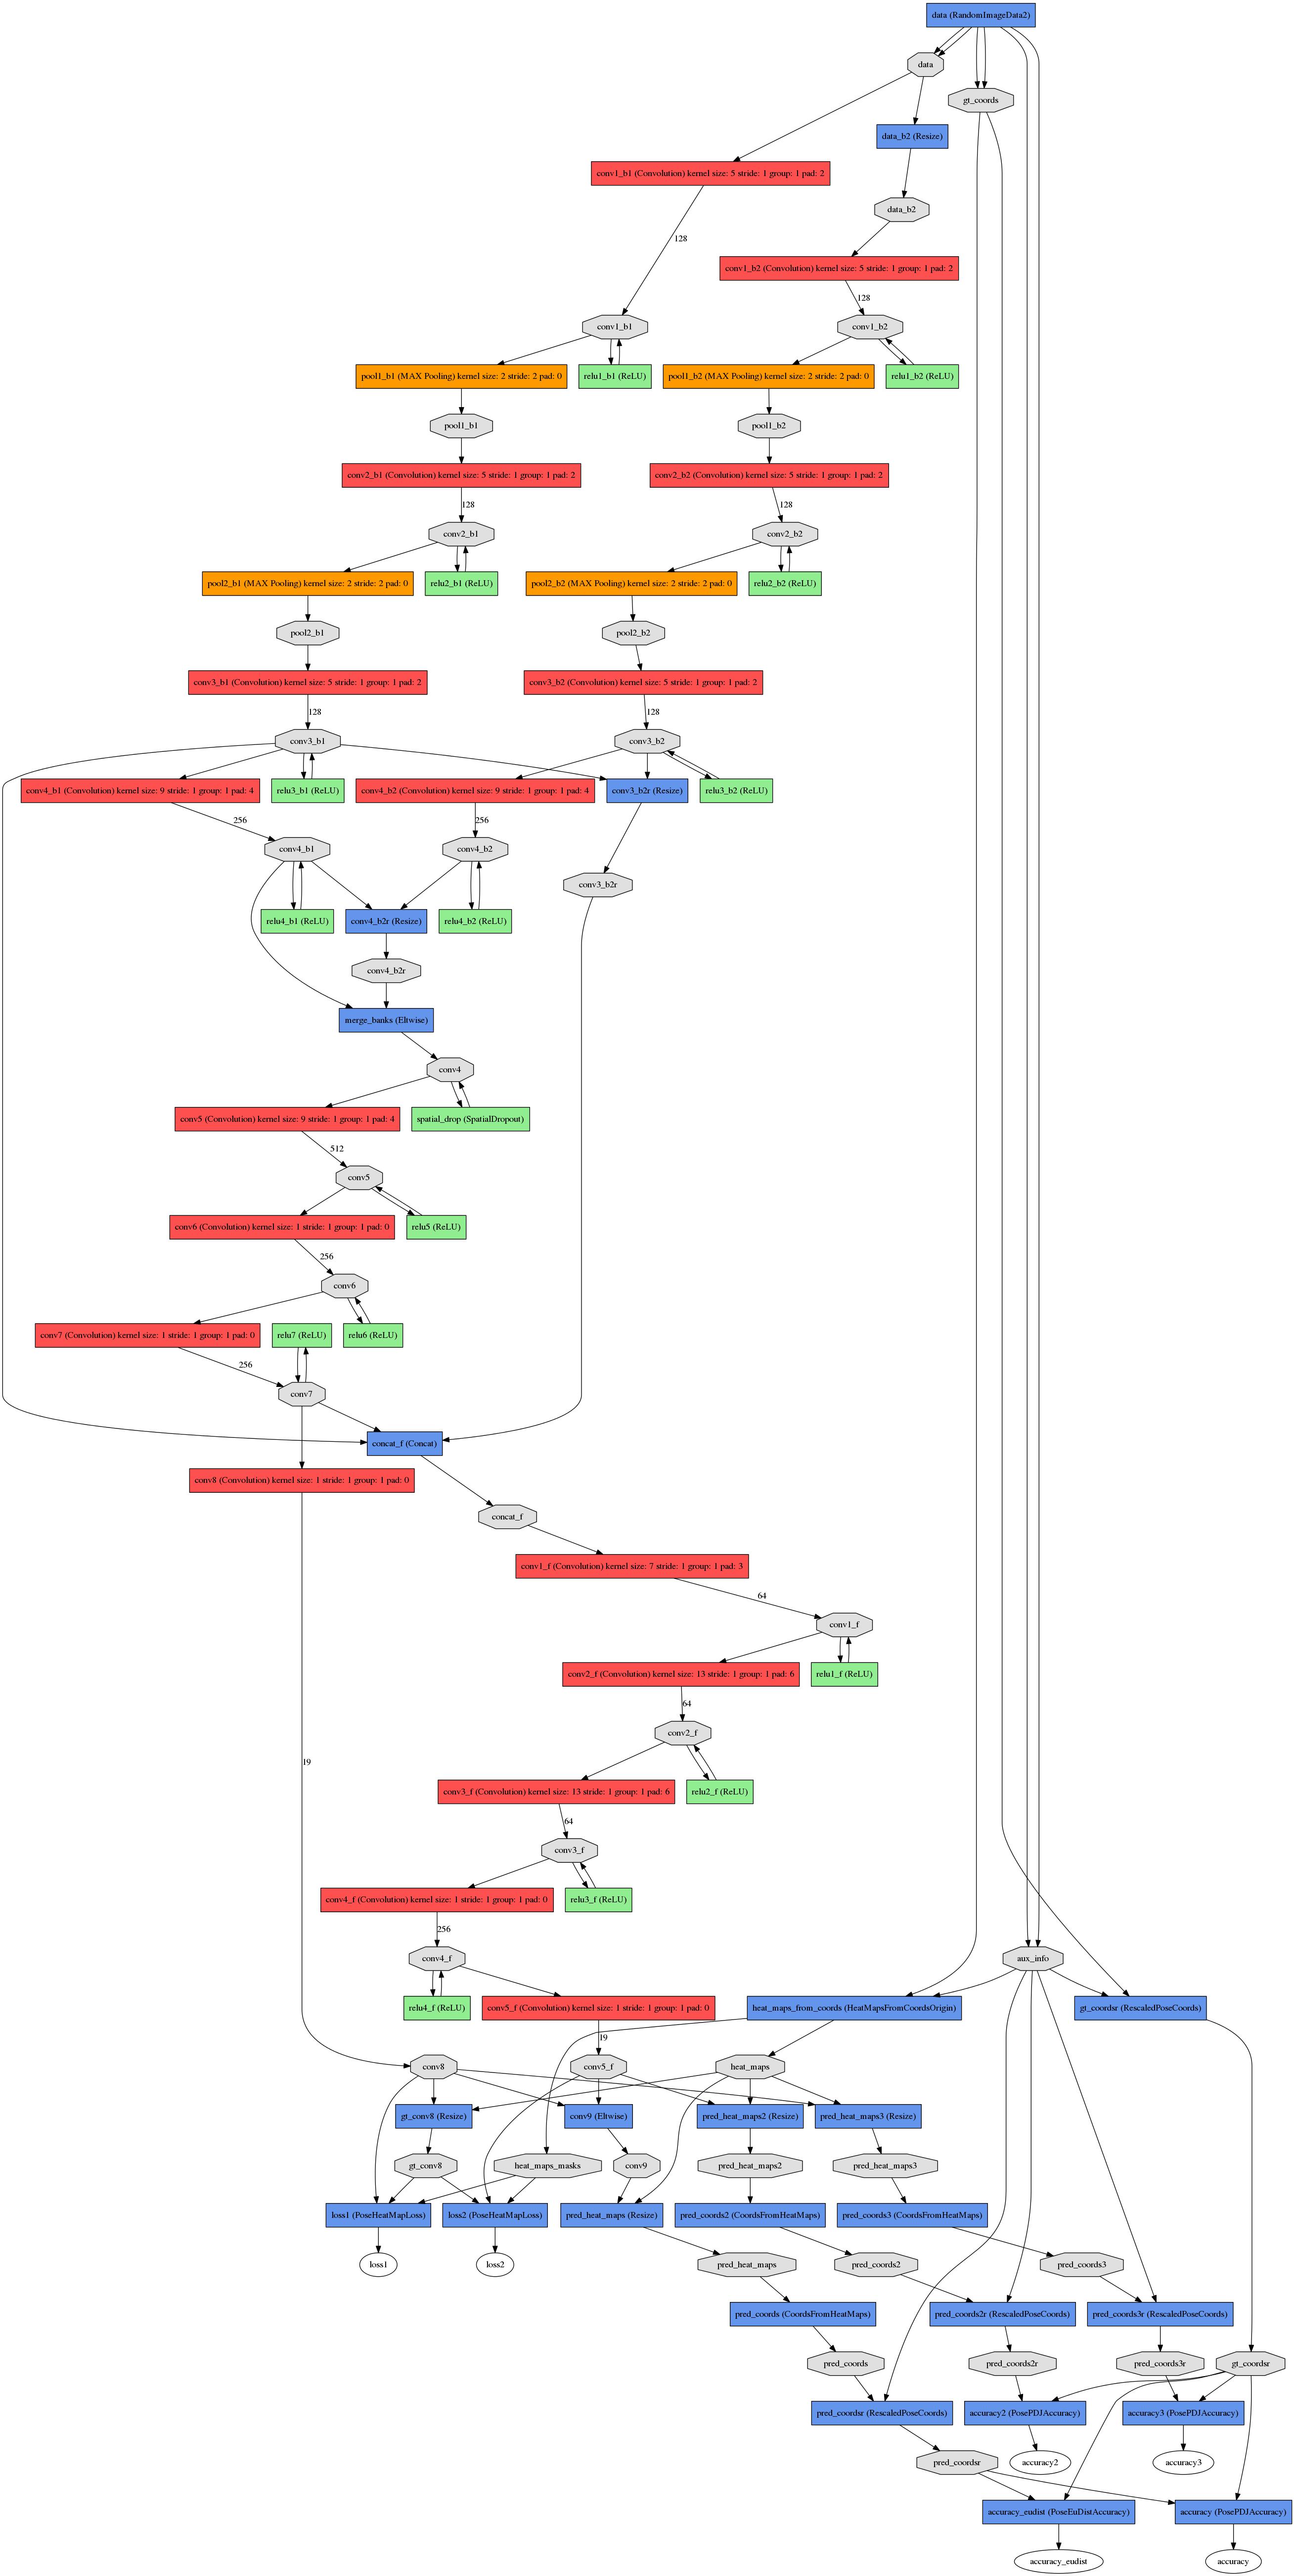 data (RandomImageData2)
data
gt_coords
data_b2 (Resize)
conv1_b1 (Convolution) kernel size: 5 stride: 1 group: 1 pad: 2
data_b2
128
conv1_b2 (Convolution) kernel size: 5 stride: 1 group: 1 pad: 2
128
conv1_b1
conv1_b2
pool1_b1 (MAX Pooling) kernel size: 2 stride: 2 pad: 0
relu1_b1 (ReLU)
pool1_b2 (MAX Pooling) kernel size: 2 stride: 2 pad: 0
relu1_b2 (ReLU)
pool1_b1
pool1_b2
conv2_b1 (Convolution) kernel size: 5 stride: 1 group: 1 pad: 2
conv2_b2 (Convolution) kernel size: 5 stride: 1 group: 1 pad: 2
128
128
conv2_b1
conv2_b2
pool2_b1 (MAX Pooling) kernel size: 2 stride: 2 pad: 0
relu2_b1 (ReLU)
pool2_b2 (MAX Pooling) kernel size: 2 stride: 2 pad: 0
relu2_b2 (ReLU)
pool2_b1
pool2_b2
conv3_b1 (Convolution) kernel size: 5 stride: 1 group: 1 pad: 2
conv3_b2 (Convolution) kernel size: 5 stride: 1 group: 1 pad: 2
128
128
conv3_b1
conv3_b2
conv4_b1 (Convolution) kernel size: 9 stride: 1 group: 1 pad: 4
relu3_b1 (ReLU)
conv4_b2 (Convolution) kernel size: 9 stride: 1 group: 1 pad: 4
conv3_b2r (Resize)
relu3_b2 (ReLU)
256
256
conv4_b1
conv4_b2
conv3_b2r
relu4_b1 (ReLU)
conv4_b2r (Resize)
relu4_b2 (ReLU)
conv4_b2r
merge_banks (Eltwise)
conv4
conv5 (Convolution) kernel size: 9 stride: 1 group: 1 pad: 4
spatial_drop (SpatialDropout)
512
conv5
conv6 (Convolution) kernel size: 1 stride: 1 group: 1 pad: 0
relu5 (ReLU)
256
conv6
conv7 (Convolution) kernel size: 1 stride: 1 group: 1 pad: 0
relu7 (ReLU)
relu6 (ReLU)
256
conv7
concat_f (Concat)
conv8 (Convolution) kernel size: 1 stride: 1 group: 1 pad: 0
concat_f
conv1_f (Convolution) kernel size: 7 stride: 1 group: 1 pad: 3
64
conv1_f
conv2_f (Convolution) kernel size: 13 stride: 1 group: 1 pad: 6
relu1_f (ReLU)
64
conv2_f
19
conv3_f (Convolution) kernel size: 13 stride: 1 group: 1 pad: 6
relu2_f (ReLU)
64
conv3_f
conv4_f (Convolution) kernel size: 1 stride: 1 group: 1 pad: 0
relu3_f (ReLU)
256
conv4_f
aux_info
relu4_f (ReLU)
conv5_f (Convolution) kernel size: 1 stride: 1 group: 1 pad: 0
heat_maps_from_coords (HeatMapsFromCoordsOrigin)
gt_coordsr (RescaledPoseCoords)
19
conv8
conv5_f
heat_maps
gt_conv8 (Resize)
conv9 (Eltwise)
pred_heat_maps2 (Resize)
pred_heat_maps3 (Resize)
gt_conv8
heat_maps_masks
conv9
pred_heat_maps2
pred_heat_maps3
loss1 (PoseHeatMapLoss)
loss2 (PoseHeatMapLoss)
pred_heat_maps (Resize)
pred_coords2 (CoordsFromHeatMaps)
pred_coords3 (CoordsFromHeatMaps)
loss1
loss2
pred_heat_maps
pred_coords2
pred_coords3
pred_coords (CoordsFromHeatMaps)
pred_coords2r (RescaledPoseCoords)
pred_coords3r (RescaledPoseCoords)
pred_coords
pred_coords2r
pred_coords3r
gt_coordsr
pred_coordsr (RescaledPoseCoords)
accuracy2 (PosePDJAccuracy)
accuracy3 (PosePDJAccuracy)
pred_coordsr
accuracy2
accuracy3
accuracy_eudist (PoseEuDistAccuracy)
accuracy (PosePDJAccuracy)
accuracy_eudist
accuracy